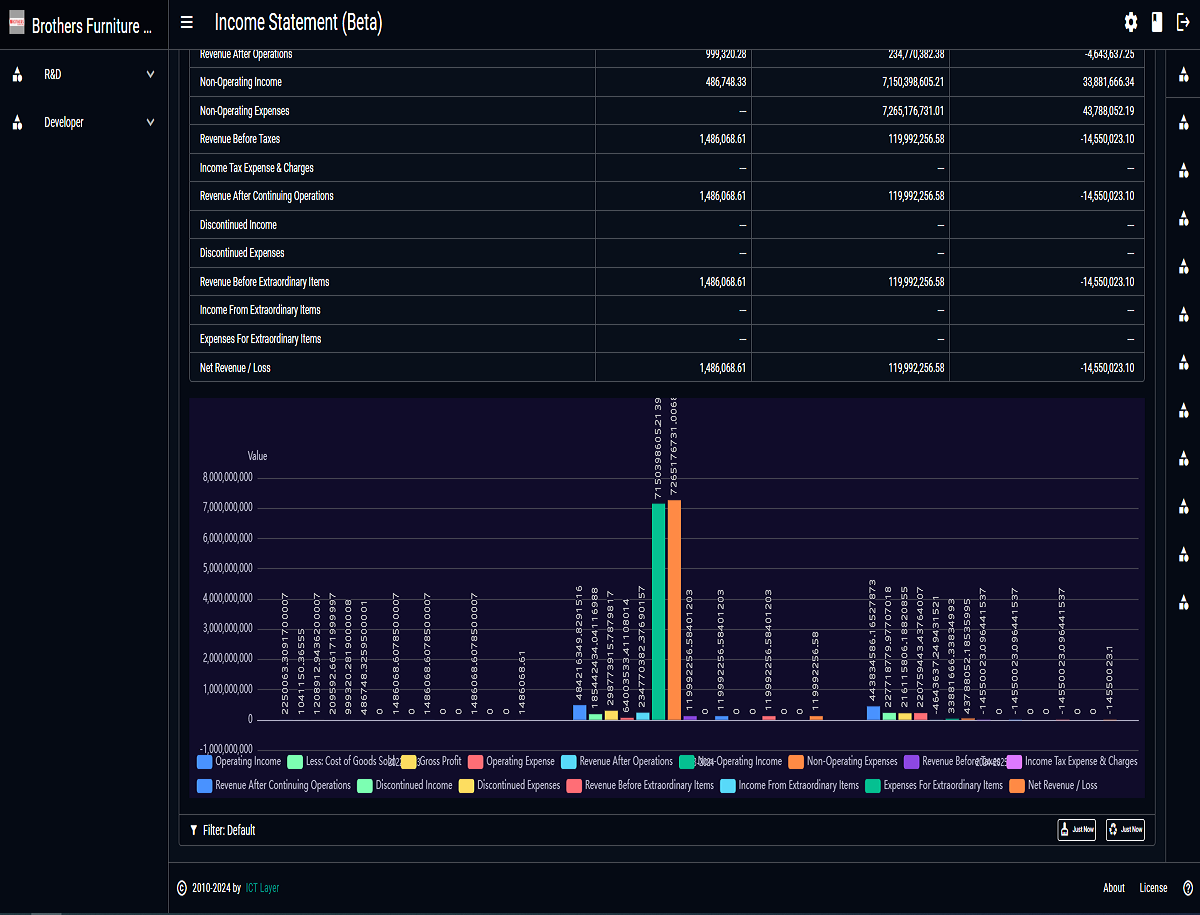 Brothers Furniture ...
Income Statement (Beta)
R&D
Developer
Revenue After Operations 999,320.28 234,770,382.38 -4,643,637.25
Non-Operating Income 486,748.33 7,150,398,605.21 33,881,666.34
Non-Operating Expenses — 7,265,176,731.01 43,788,052.19
Revenue Before Taxes 1,486,068.61 119,992,256.58 -14,550,023.10
Income Tax Expense & Charges — — —
Revenue After Continuing Operations 1,486,068.61 119,992,256.58 -14,550,023.10
Discontinued Income — — —
Discontinued Expenses — — —
Revenue Before Extraordinary Items 1,486,068.61 119,992,256.58 -14,550,023.10
Income From Extraordinary Items — — —
Expenses For Extraordinary Items — — —
Net Revenue / Loss 1,486,068.61 119,992,256.58 -14,550,023.10
Value
8,000,000,000
7,000,000,000
6,000,000,000
5,000,000,000
4,000,000,000
3,000,000,000
2,000,000,000
1,000,000,000
0
-1,000,000,000
2250063.3091700007
1041150.36555
1208912.9436200007
209592.6617199997
999320.2819000008
486748.3259500001
0
1486068.6078500007
0
1486068.6078500007
0
0
1486068.6078500007
0
0
1486068.61
484216349.8291516
185442434.04116988
298773915.7879817
64003533.41108014
234770382.37690157
7150398605.2139
7265176731.0068
119992256.58401203
0
119992256.58401203
0
0
119992256.58401203
0
0
119992256.58
443834586.16527873
227718779.97707018
216115806.18820855
220759443.43764007
-4643637.249431521
33881666.33834993
43788052.18535995
-14550023.096441537
0
-14550023.096441537
0
0
-14550023.096441537
0
0
-14550023.1
Operating Income Less: Cost of Goods Sold Gross Profit Operating Expense Revenue After Operations Non-Operating Income Non-Operating Expenses Revenue Before Taxes Income Tax Expense & Charges
Revenue After Continuing Operations Discontinued Income Discontinued Expenses Revenue Before Extraordinary Items Income From Extraordinary Items Expenses For Extraordinary Items Net Revenue / Loss
Filter: Default
Just Now
Just Now
© 2010-2024 by ICT Layer
About
License